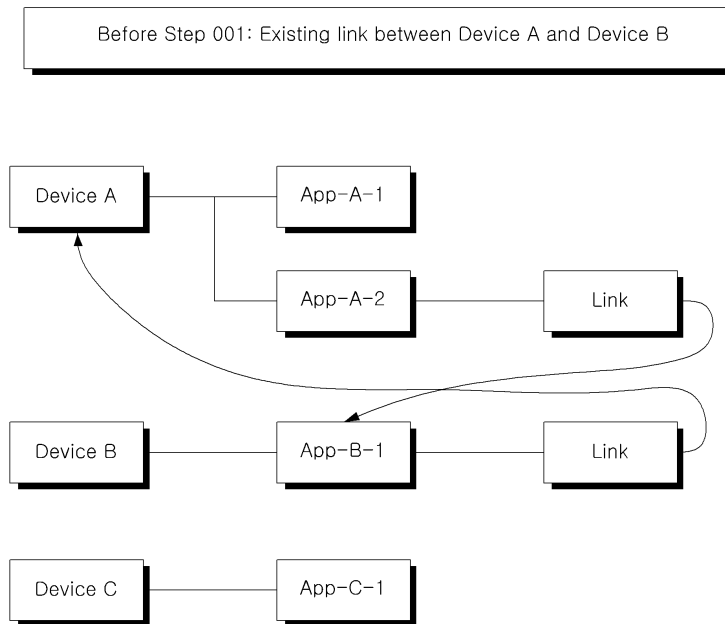 Before Step 001: Existing link between Device A and Device B
Device A
App-A-1
App-A-2
Link
Device B
App-B-1
Link
Device C
App-C-1